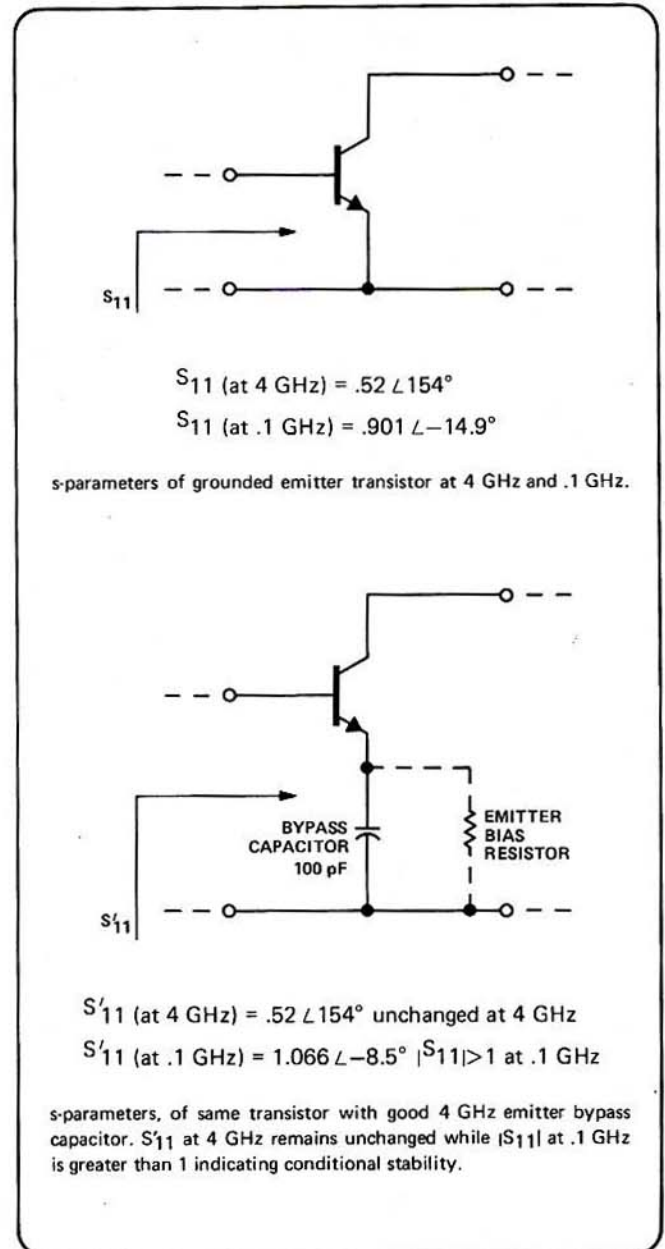 S11
S11 (at 4 GHz) = .52 ∠154°
S11 (at .1 GHz) = .901 ∠−14.9°
s-parameters of grounded emitter transistor at 4 GHz and .1 GHz.
BYPASS
CAPACITOR
100 pF
EMITTER
BIAS
RESISTOR
S'11
S'11 (at 4 GHz) = .52 ∠154° unchanged at 4 GHz
S'11 (at .1 GHz) = 1.066 ∠−8.5° |S11|>1 at .1 GHz
s-parameters, of same transistor with good 4 GHz emitter bypass
capacitor. S'11 at 4 GHz remains unchanged while |S11| at .1 GHz
is greater than 1 indicating conditional stability.